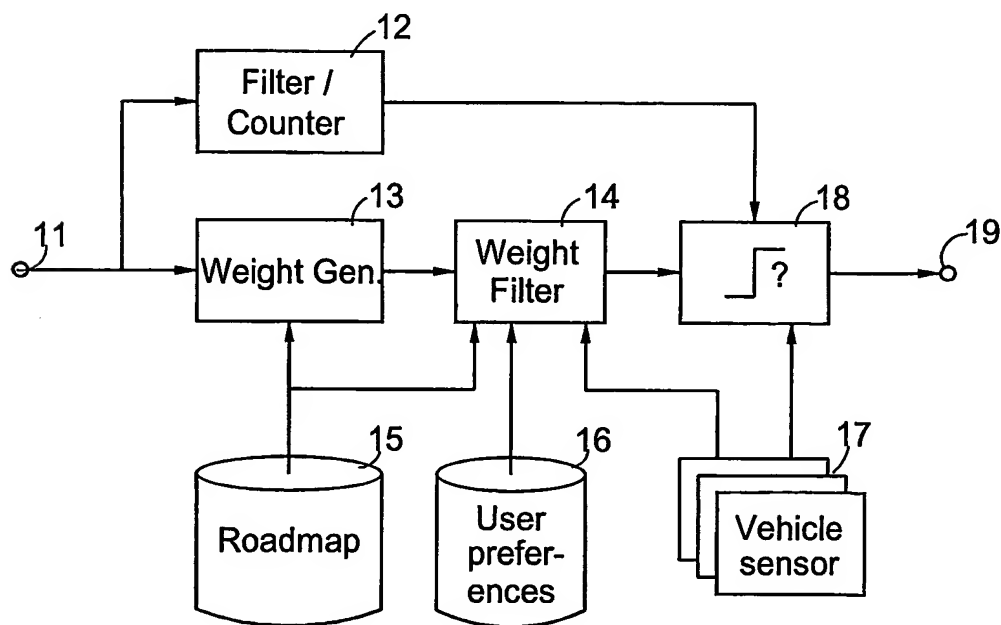 12
Filter /
Counter
11
13
Weight Gen.
14
Weight
Filter
18
?
19
15
Roadmap
16
User
prefer-
ences
17
Vehicle
sensor